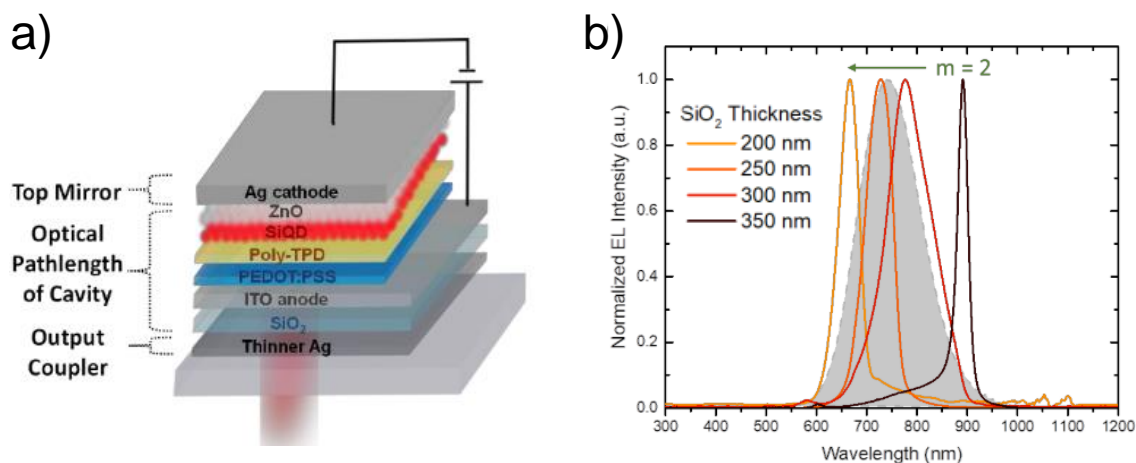 a)
Top Mirror
Optical
Pathlength
of Cavity
Output
Coupler
Ag cathode
ZnO
SiQD
Poly-TPD
PEDOT:PSS
ITO anode
SiO₂
Thinner Ag
b)
m = 2
SiO₂ Thickness
200 nm
250 nm
300 nm
350 nm
Normalized EL Intensity (a.u.)
1.0
0.8
0.6
0.4
0.2
0.0
300 400 500 600 700 800 900 1000 1100 1200
Wavelength (nm)